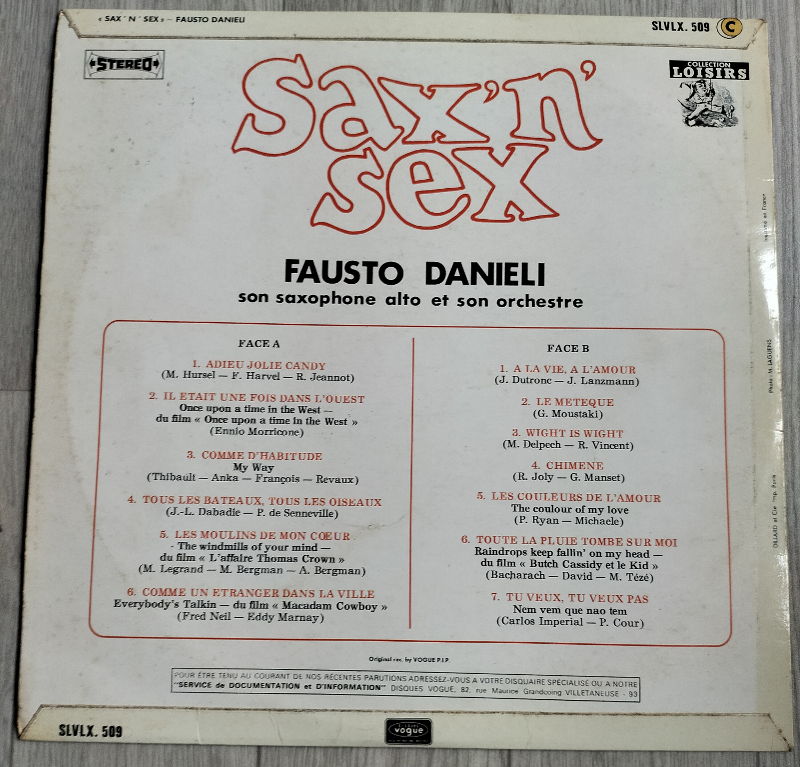 « SAX ' N ' SEX » — FAUSTO DANIELI
SLVLX. 509 C
STEREO
COLLECTION
LOISIRS
Sax'n'
sex
FAUSTO DANIELI
son saxophone alto et son orchestre
FACE A
1. ADIEU JOLIE CANDY
(M. Hursel — F. Harvel — R. Jeannot)
2. IL ETAIT UNE FOIS DANS L'OUEST
Once upon a time in the West —
du film « Once upon a time in the West »
(Ennio Morricone)
3. COMME D'HABITUDE
My Way
(Thibault — Anka — François — Revaux)
4. TOUS LES BATEAUX, TOUS LES OISEAUX
(J.-L. Dabadie — P. de Senneville)
5. LES MOULINS DE MON CŒUR
- The windmills of your mind —
du film « L'affaire Thomas Crown »
(M. Legrand — M. Bergman — A. Bergman)
6. COMME UN ETRANGER DANS LA VILLE
Everybody's Talkin — du film « Macadam Cowboy »
(Fred Neil — Eddy Marnay)
FACE B
1. A LA VIE, A L'AMOUR
(J. Dutronc — J. Lanzmann)
2. LE METEQUE
(G. Moustaki)
3. WIGHT IS WIGHT
(M. Delpech — R. Vincent)
4. CHIMENE
(R. Joly — G. Manset)
5. LES COULEURS DE L'AMOUR
The coulour of my love
(P. Ryan — Michaele)
6. TOUTE LA PLUIE TOMBE SUR MOI
Raindrops keep fallin' on my head —
du film « Butch Cassidy et le Kid »
(Bacharach — David — M. Tézé)
7. TU VEUX, TU VEUX PAS
Nem vem que nao tem
(Carlos Imperial — P. Cour)
Original rec. by VOGUE P.I.P.
POUR ÊTRE TENU AU COURANT DE NOS RÉCENTES PARUTIONS ADRESSEZ-VOUS A VOTRE DISQUAIRE SPÉCIALISÉ OU A NOTRE
"SERVICE de DOCUMENTATION et D'INFORMATION" DISQUES VOGUE, 82, rue Maurice Grandcoing VILLETANEUSE - 93
en France
Photo : M. LAGUENS
DILLARD et Cie Imp. Paris
SLVLX. 509
vogue